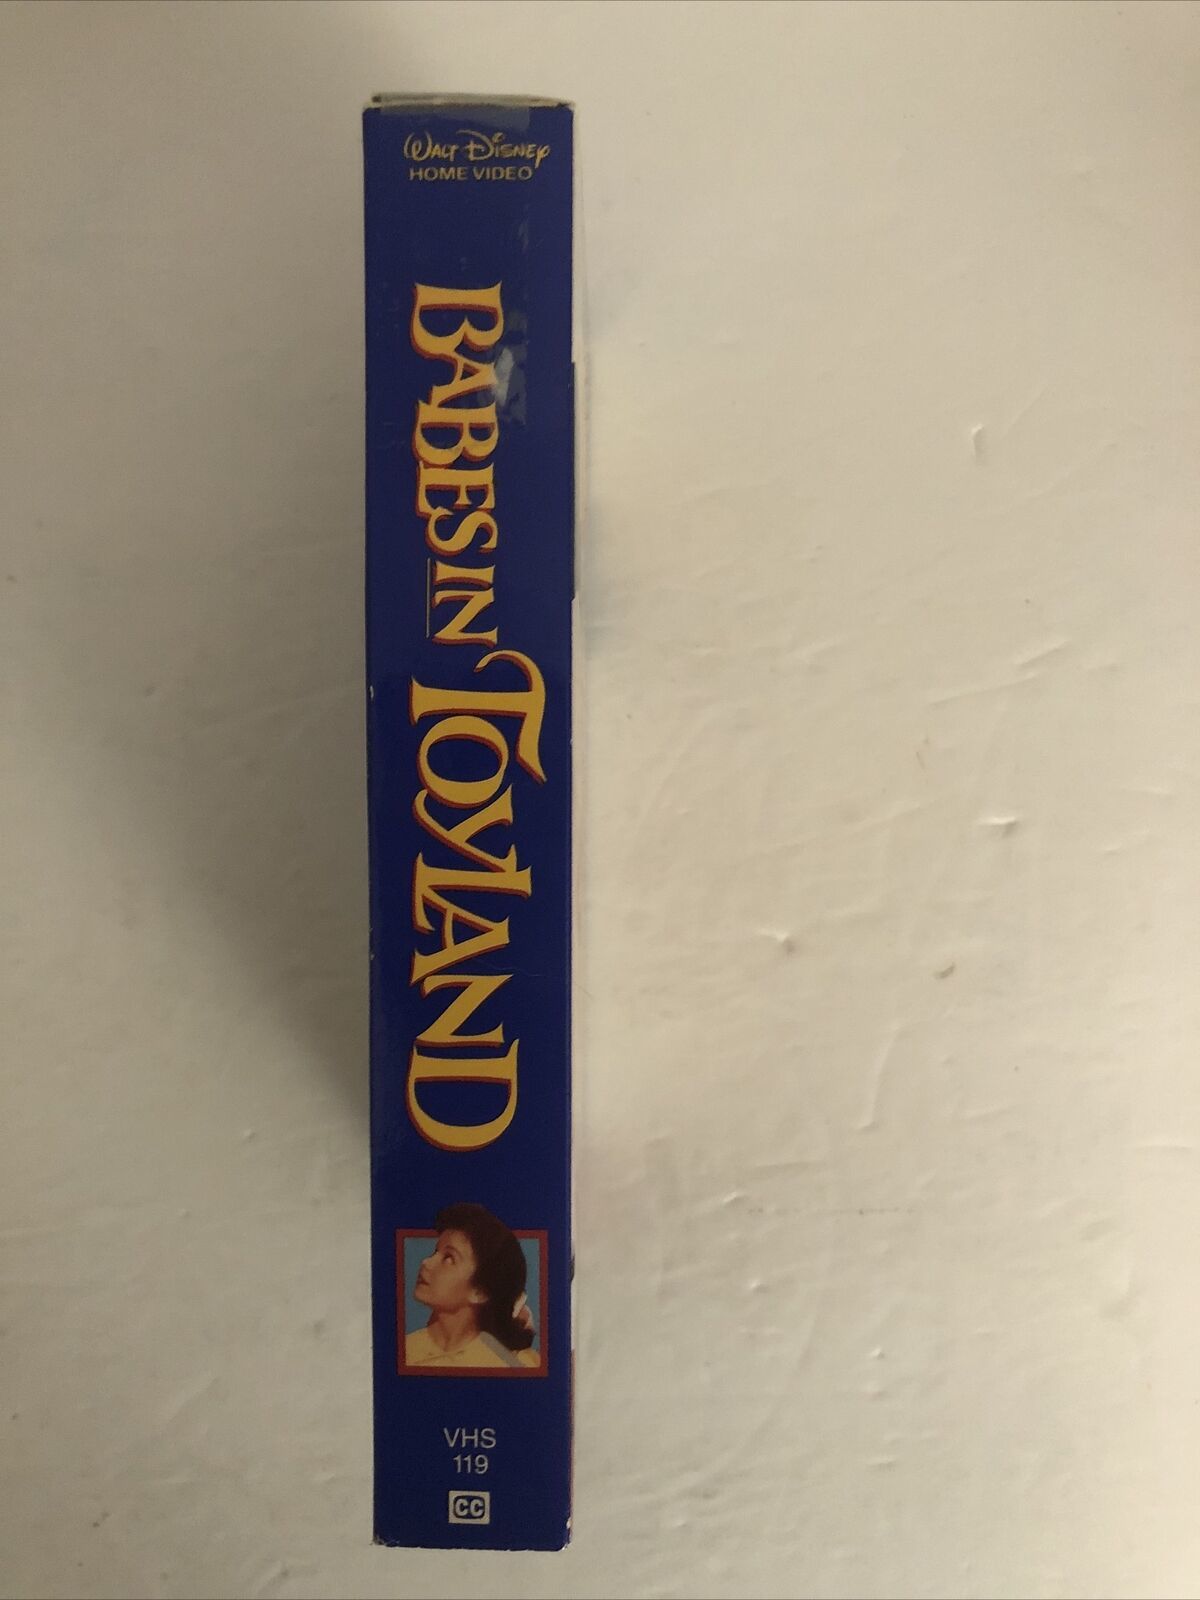 WALT DISNEY
HOME VIDEO
BABES IN TOYLAND
VHS
119
CC